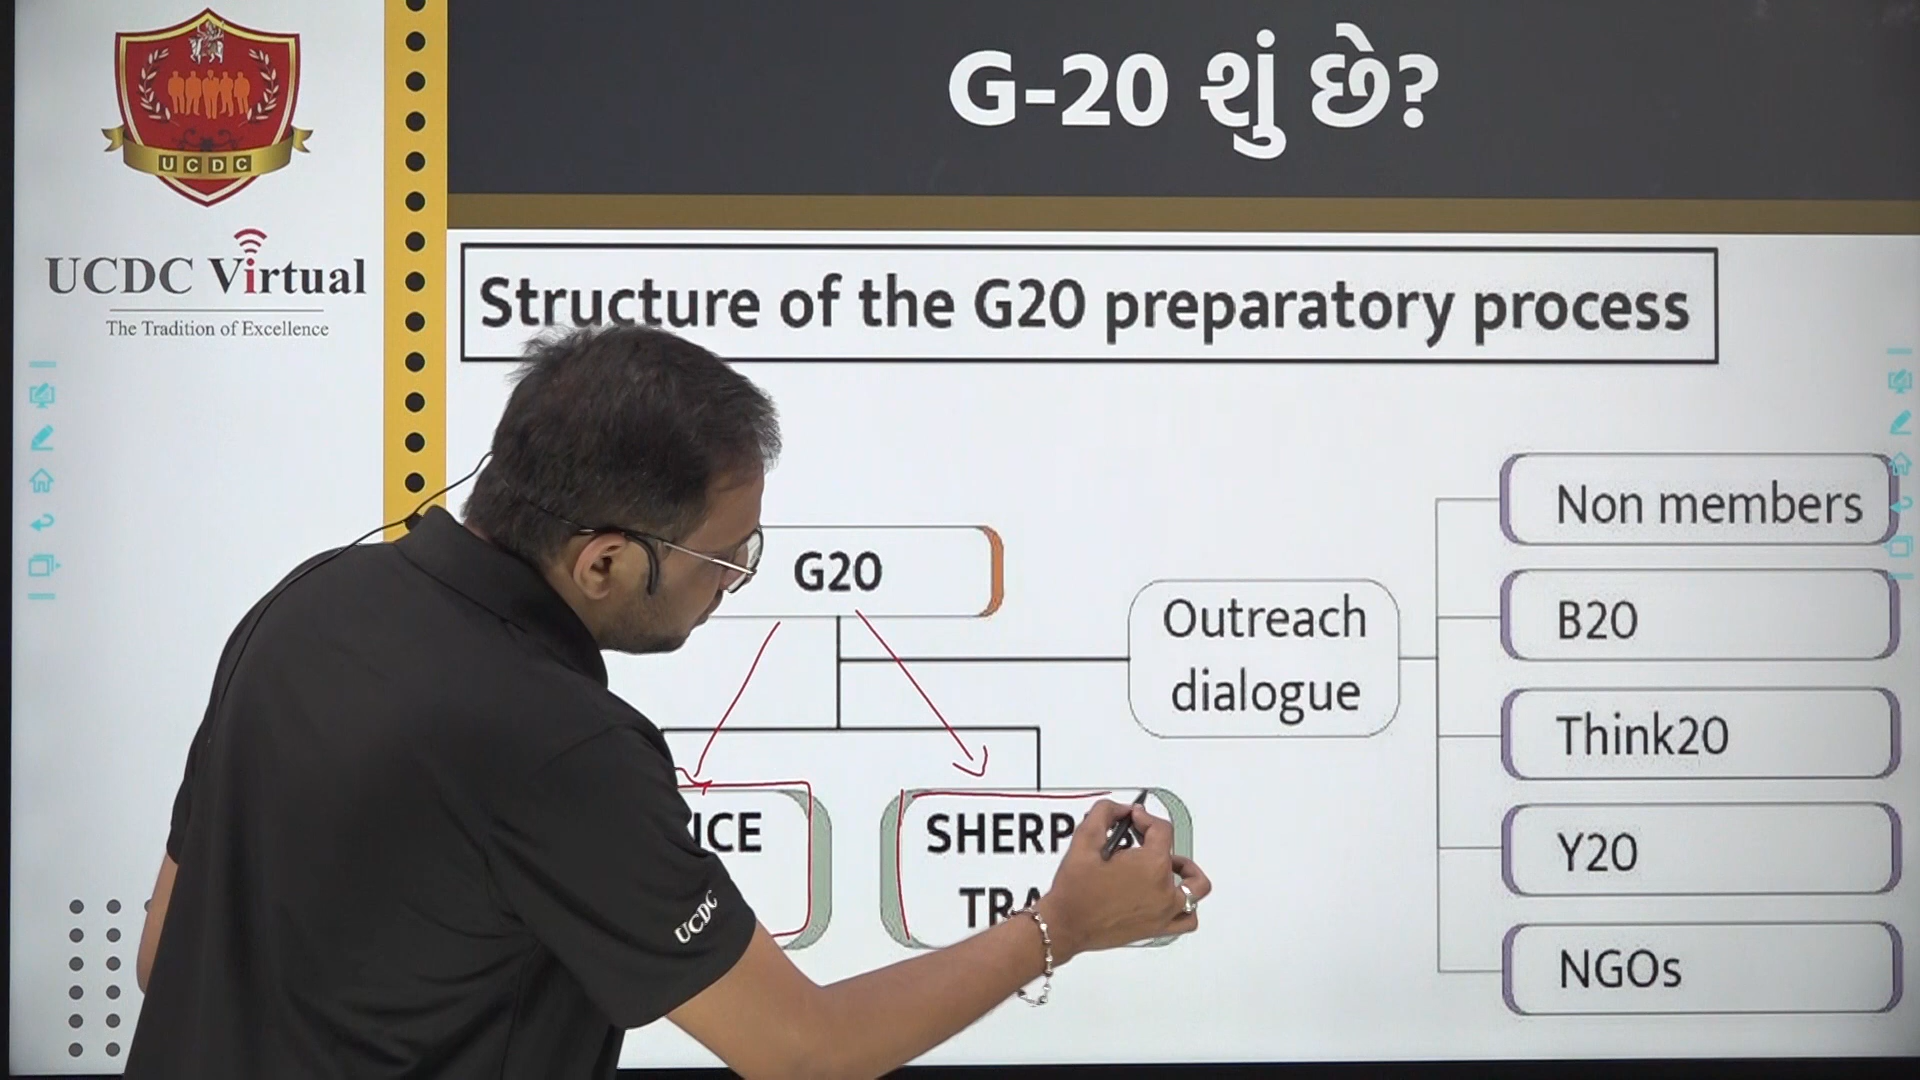 UCDC
UCDC Virtual
The Tradition of Excellence
G-20 શું છે?
Structure of the G20 preparatory process
G20
Outreach
dialogue
Non members
B20
Think20
Y20
NGOs
UCDC